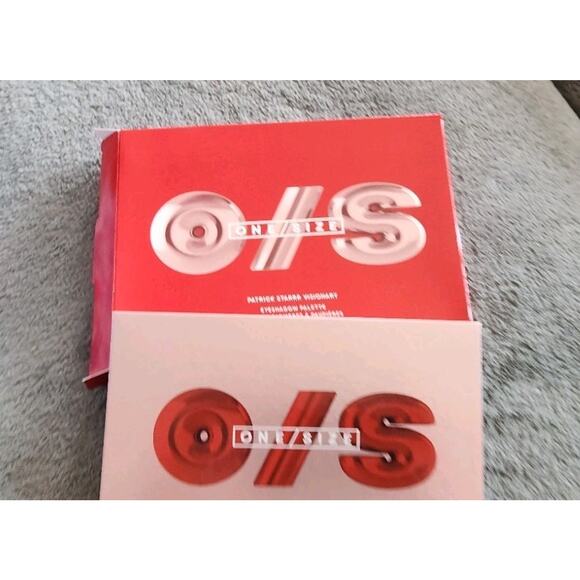 O/S
ONE/SIZE
PATRICK STARRR VISIONARY
EYESHADOW PALETTE
O/S
ONE/SIZE